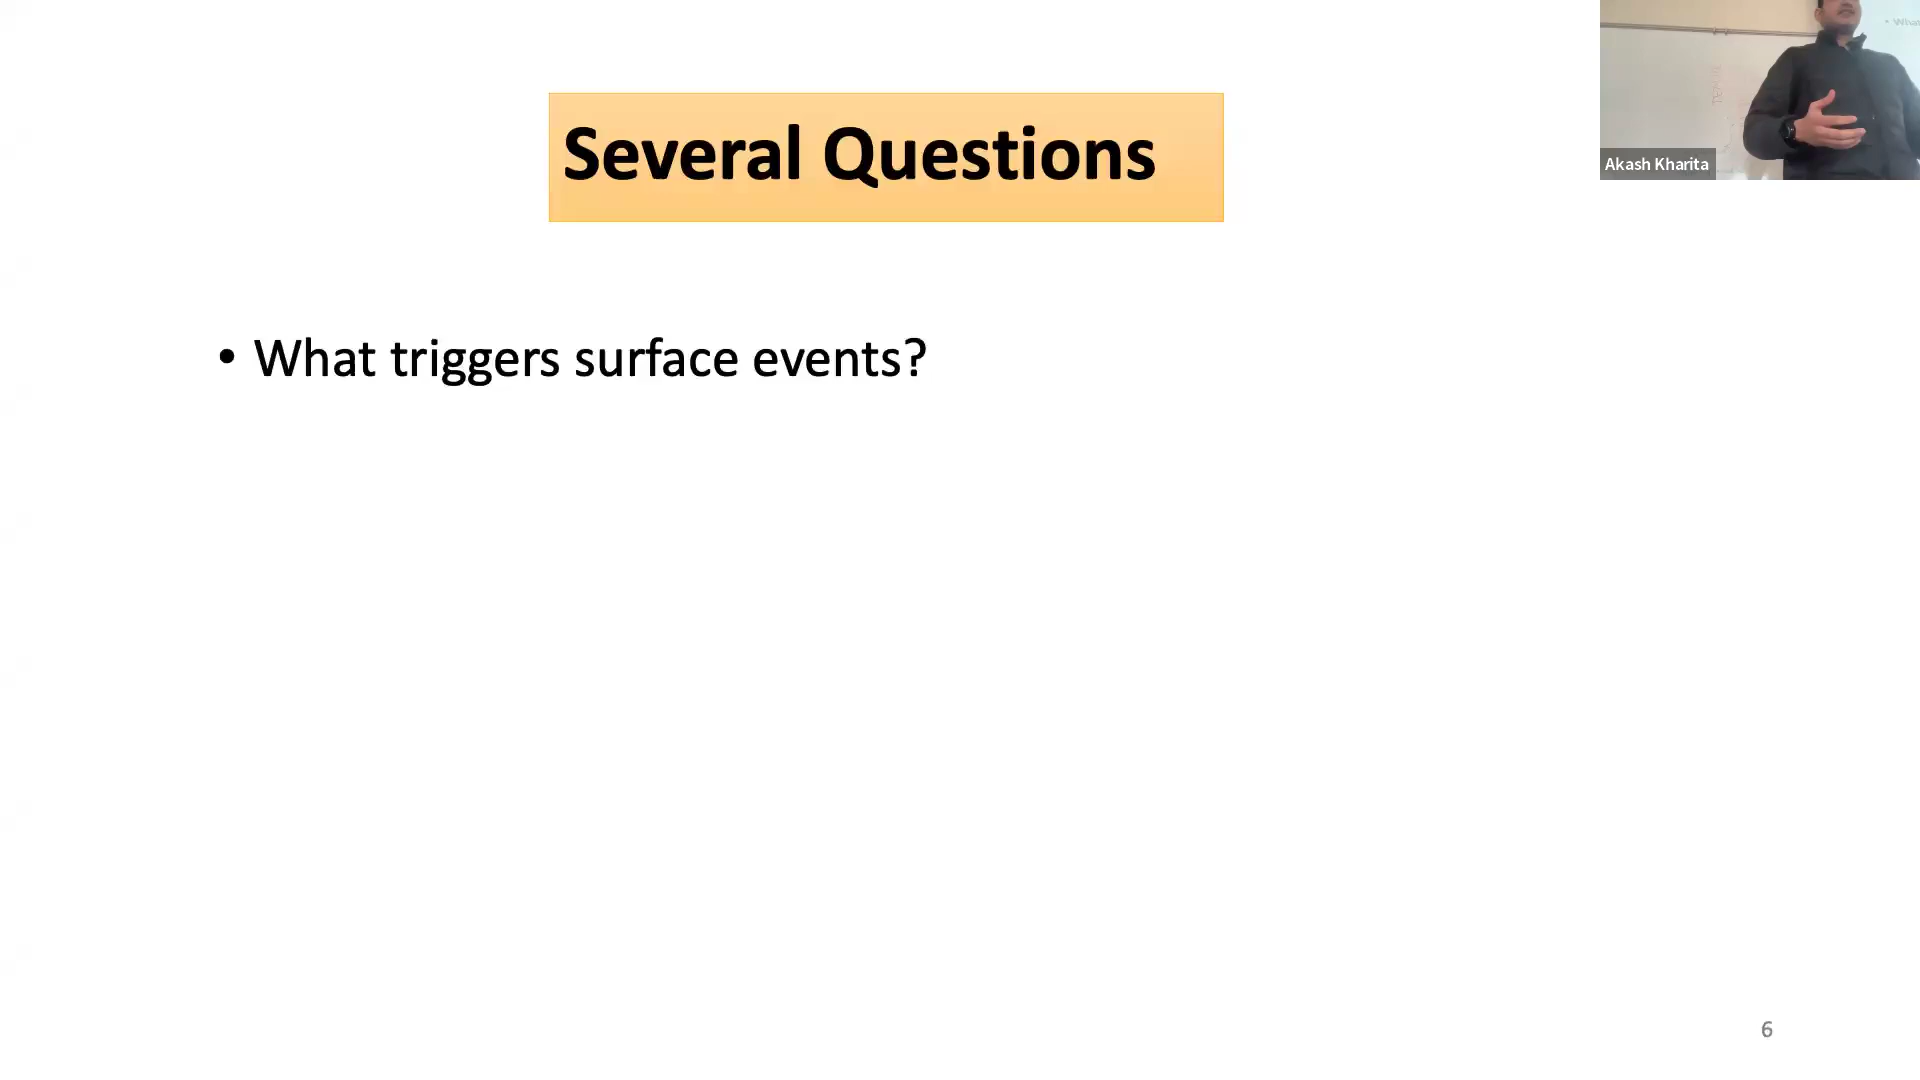 Several Questions
• What triggers surface events?
Akash Kharita
6